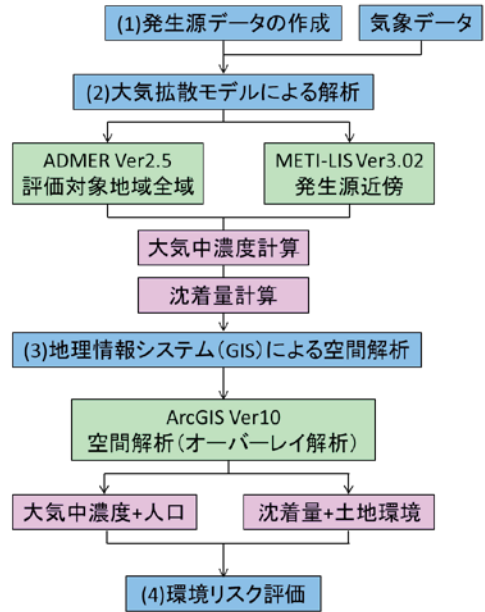 (1)発生源データの作成
気象データ
(2)大気拡散モデルによる解析
ADMER Ver2.5
評価対象地域全域
METI-LIS Ver3.02
発生源近傍
大気中濃度計算
沈着量計算
(3)地理情報システム(GIS)による空間解析
ArcGIS Ver10
空間解析(オーバーレイ解析)
大気中濃度+人口
沈着量+土地環境
(4)環境リスク評価